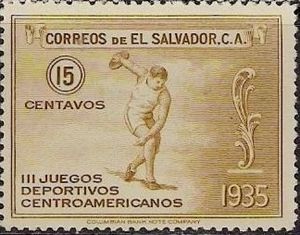 CORREOS DE EL SALVADOR.C.A.
15
CENTAVOS
III JUEGOS
DEPORTIVOS
CENTROAMERICANOS
1935
COLUMBIAN BANK NOTE COMPANY